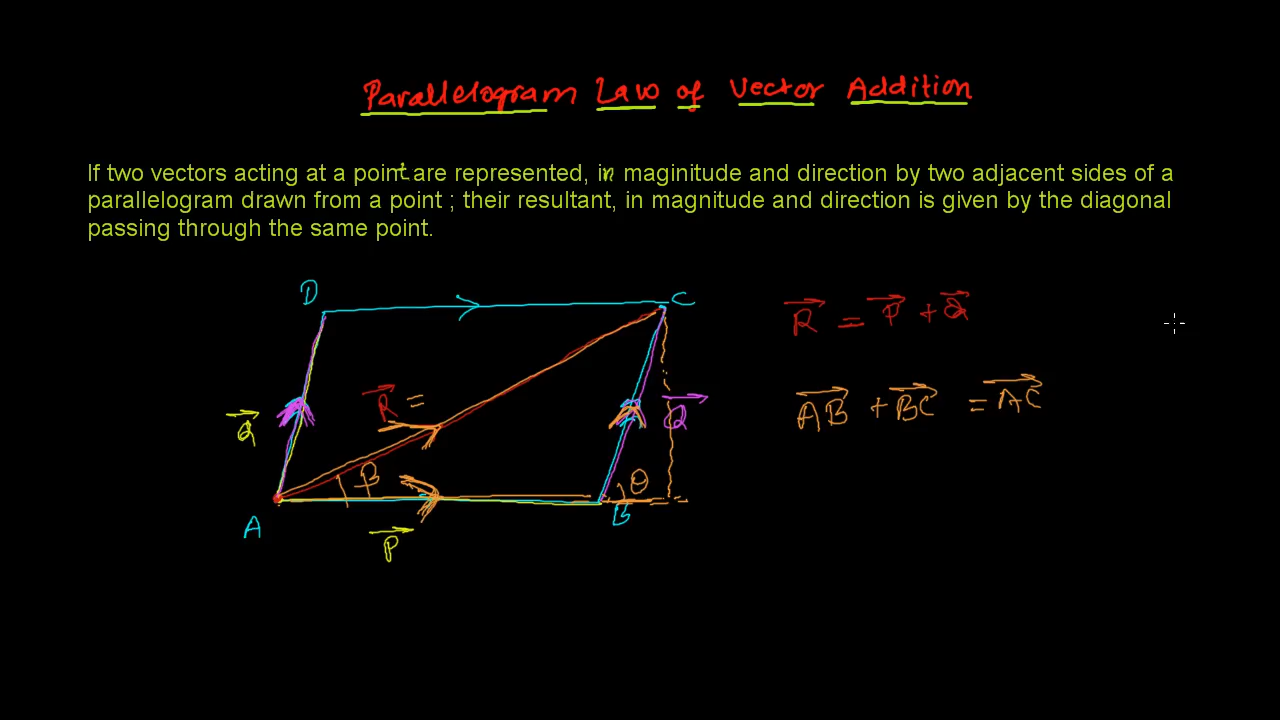 Parallelogram Law of Vector Addition
If two vectors acting at a point are represented, in maginitude and direction by two adjacent sides of a
parallelogram drawn from a point ; their resultant, in magnitude and direction is given by the diagonal
passing through the same point.
D
C
R =
Q
Q
β
θ
A
B
P
R = P + Q
AB + BC = AC